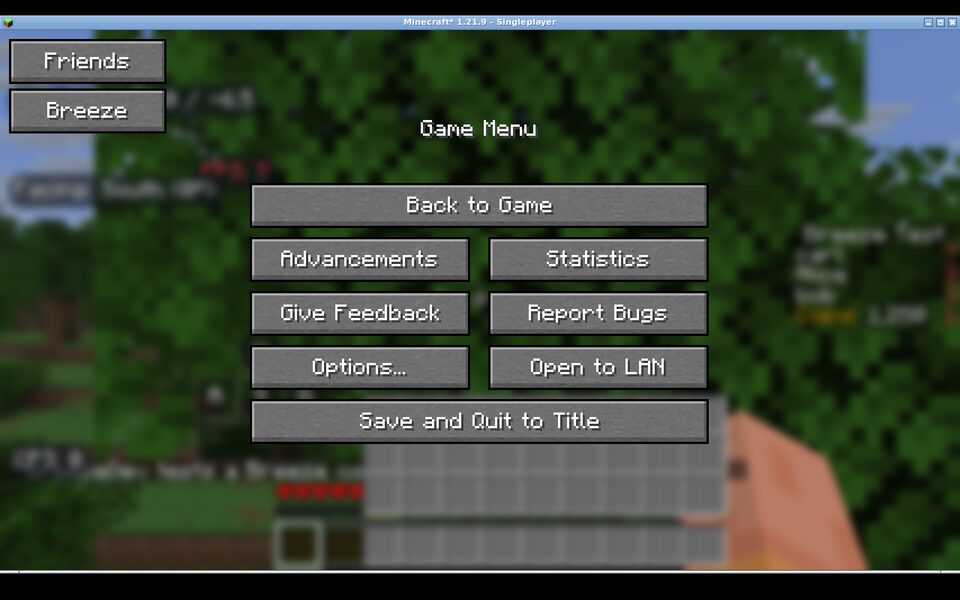 Minecraft* 1.21.9 - Singleplayer
Friends
Breeze
Game Menu
Back to Game
Advancements
Statistics
Give Feedback
Report Bugs
Options...
Open to LAN
Save and Quit to Title